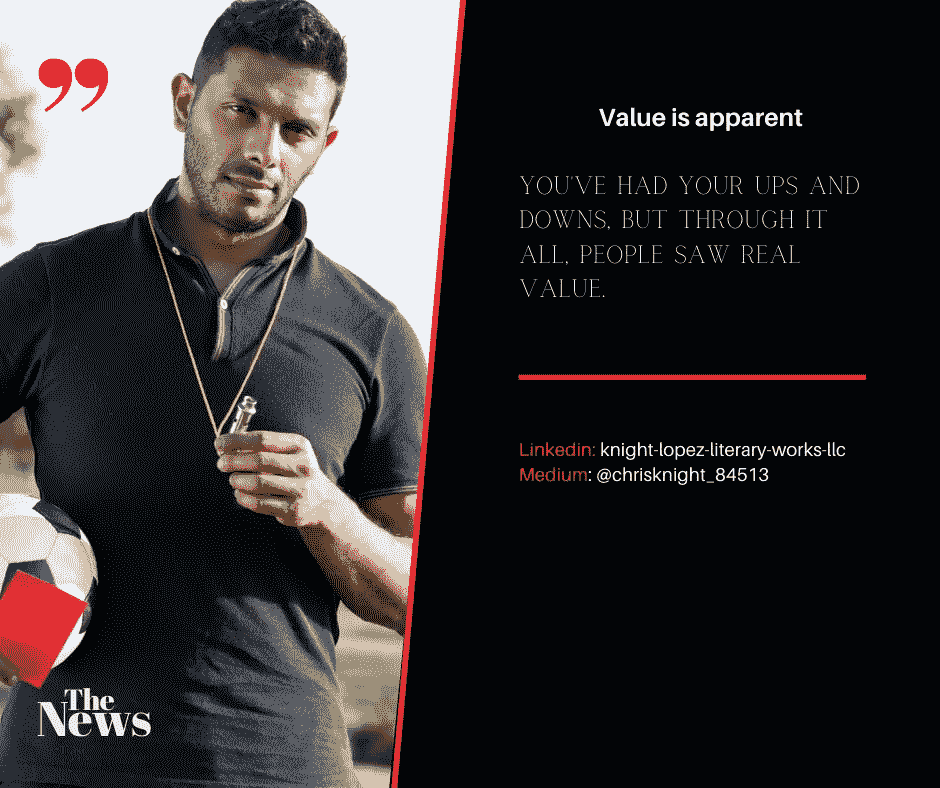 ”
Value is apparent
YOU'VE HAD YOUR UPS AND
DOWNS, BUT THROUGH IT
ALL, PEOPLE SAW REAL
VALUE.
Linkedin: knight-lopez-literary-works-llc
Medium: @chrisknight_84513
The
News